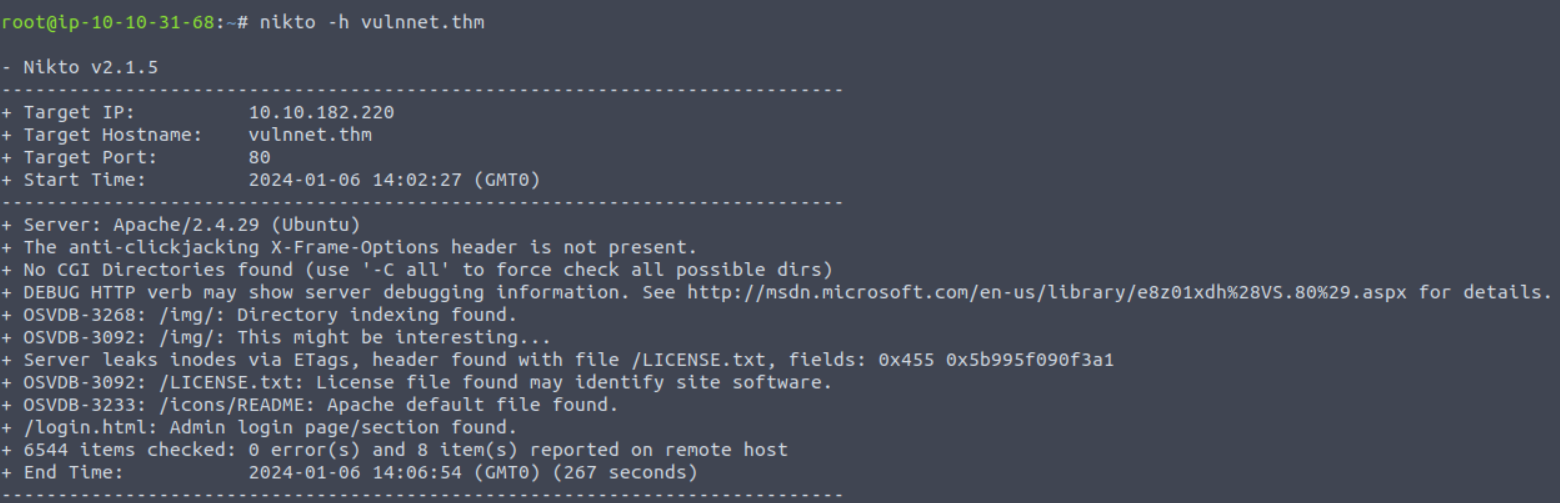 root@ip-10-10-31-68:~# nikto -h vulnnet.thm
- Nikto v2.1.5
---------------------------------------------------------------------------
+ Target IP:          10.10.182.220
+ Target Hostname:    vulnnet.thm
+ Target Port:        80
+ Start Time:         2024-01-06 14:02:27 (GMT0)
---------------------------------------------------------------------------
+ Server: Apache/2.4.29 (Ubuntu)
+ The anti-clickjacking X-Frame-Options header is not present.
+ No CGI Directories found (use '-C all' to force check all possible dirs)
+ DEBUG HTTP verb may show server debugging information. See http://msdn.microsoft.com/en-us/library/e8z01xdh%28VS.80%29.aspx for details.
+ OSVDB-3268: /img/: Directory indexing found.
+ OSVDB-3092: /img/: This might be interesting...
+ Server leaks inodes via ETags, header found with file /LICENSE.txt, fields: 0x455 0x5b995f090f3a1
+ OSVDB-3092: /LICENSE.txt: License file found may identify site software.
+ OSVDB-3233: /icons/README: Apache default file found.
+ /login.html: Admin login page/section found.
+ 6544 items checked: 0 error(s) and 8 item(s) reported on remote host
+ End Time:           2024-01-06 14:06:54 (GMT0) (267 seconds)
---------------------------------------------------------------------------